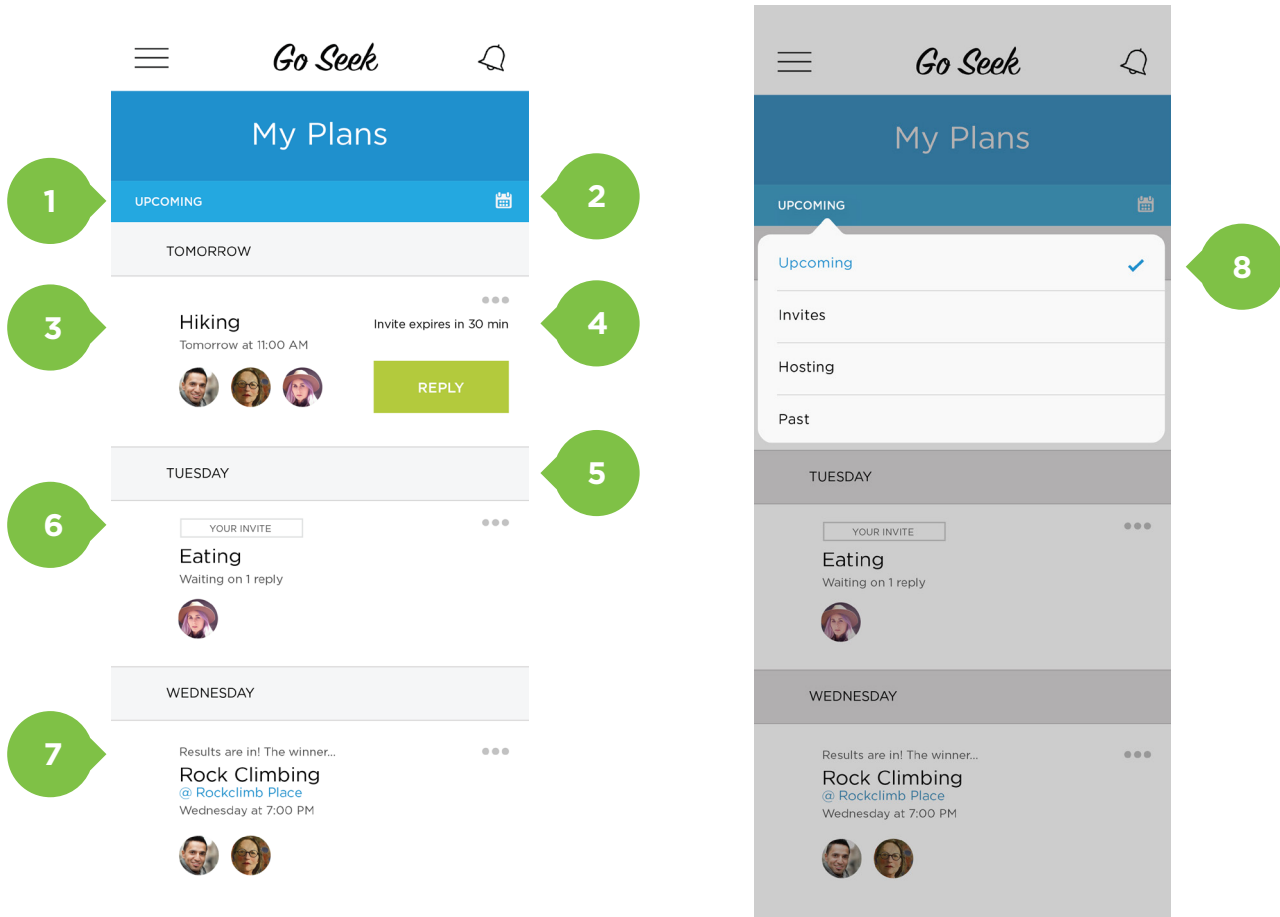 Go Seek
My Plans
1
UPCOMING
2
TOMORROW
3
Hiking
Invite expires in 30 min
4
Tomorrow at 11:00 AM
REPLY
TUESDAY
5
6
YOUR INVITE
Eating
Waiting on 1 reply
WEDNESDAY
7
Results are in! The winner...
Rock Climbing
@ Rockclimb Place
Wednesday at 7:00 PM
Go Seek
My Plans
UPCOMING
Upcoming
8
Invites
Hosting
Past
TUESDAY
YOUR INVITE
Eating
Waiting on 1 reply
WEDNESDAY
Results are in! The winner...
Rock Climbing
@ Rockclimb Place
Wednesday at 7:00 PM